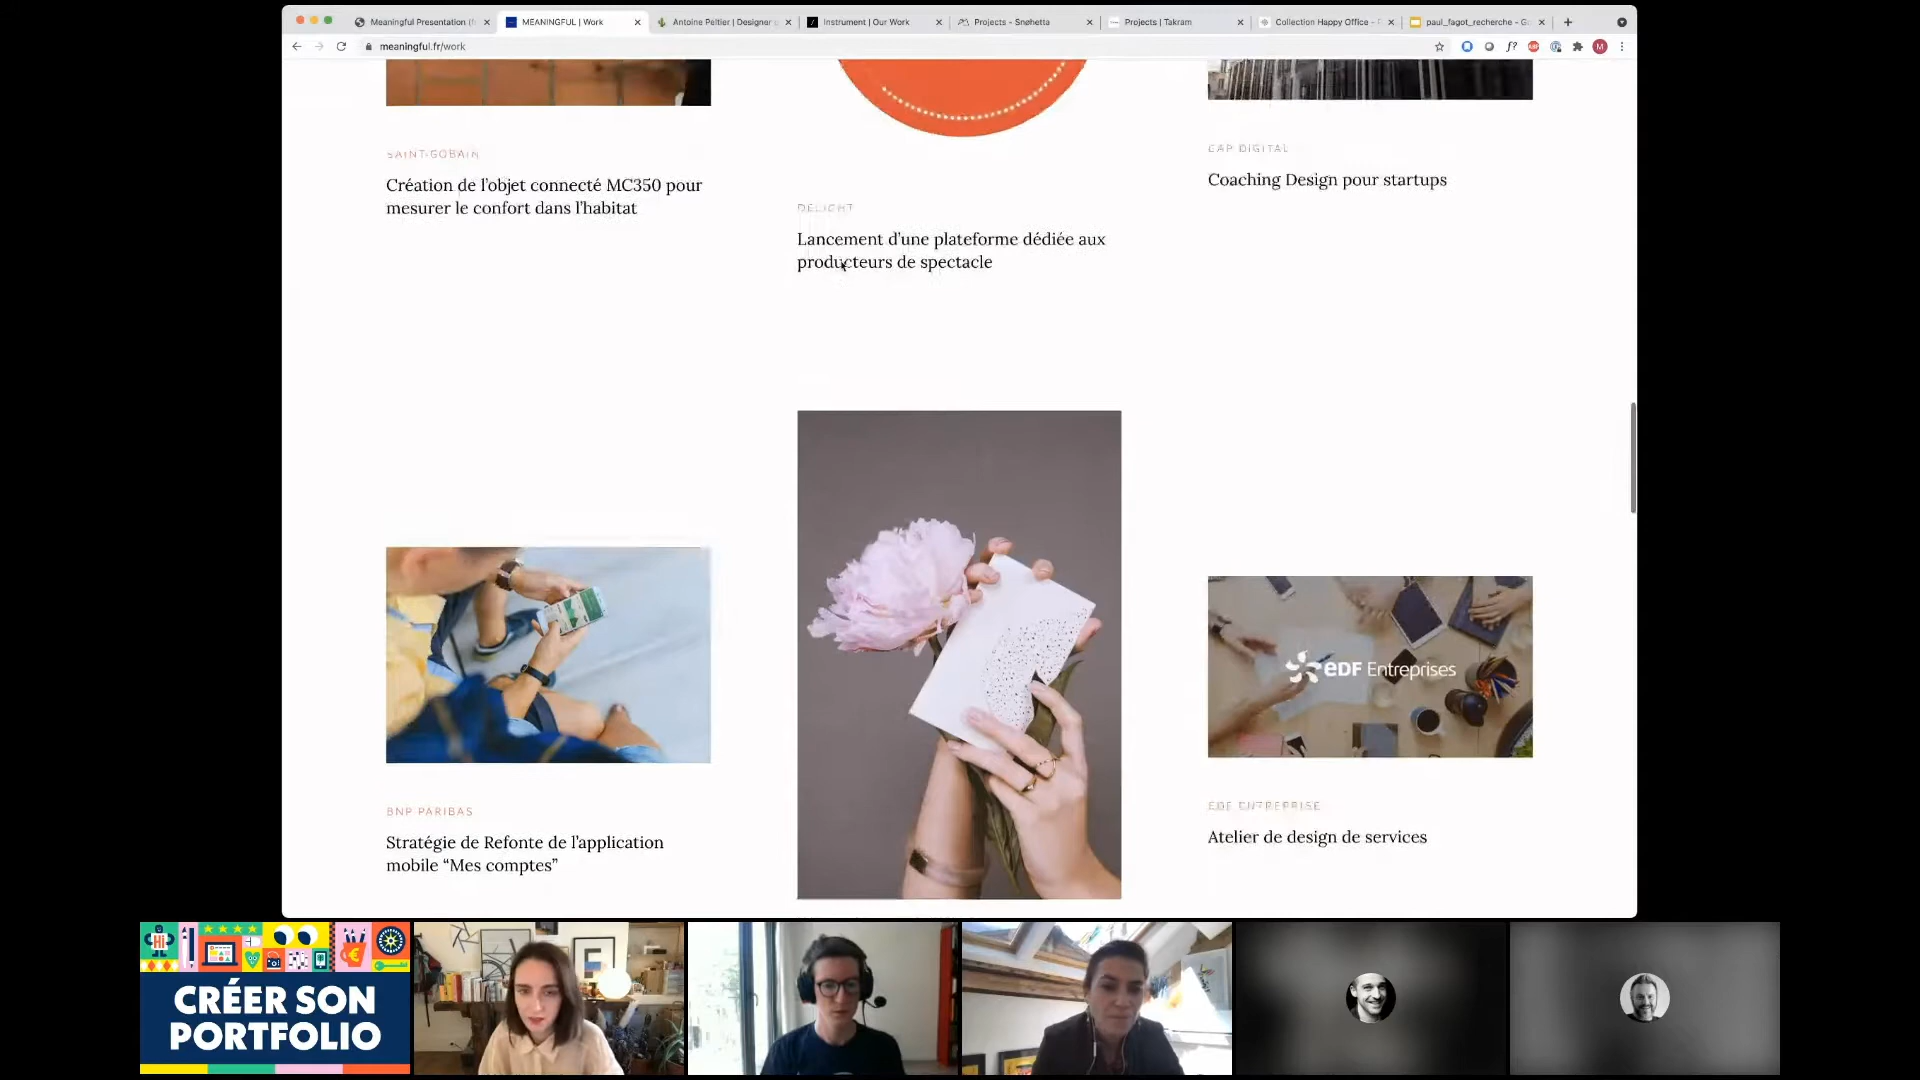 Meaningful Presentation (f
MEANINGFUL | Work
Antoine Peltier | Designer
Instrument | Our Work
Projects - Snøhetta
Projects | Takram
Collection Happy Office -
paul_fagot_recherche - G
meaningful.fr/work
f?
M
SAINT-GOBAIN
Création de l’objet connecté MC350 pour
mesurer le confort dans l’habitat
DELIGHT
Lancement d’une plateforme dédiée aux
producteurs de spectacle
CAP DIGITAL
Coaching Design pour startups
BNP PARIBAS
Stratégie de Refonte de l’application
mobile “Mes comptes”
eDF Entreprises
EDF ENTREPRISE
Atelier de design de services
Hi
CRÉER SON
PORTFOLIO